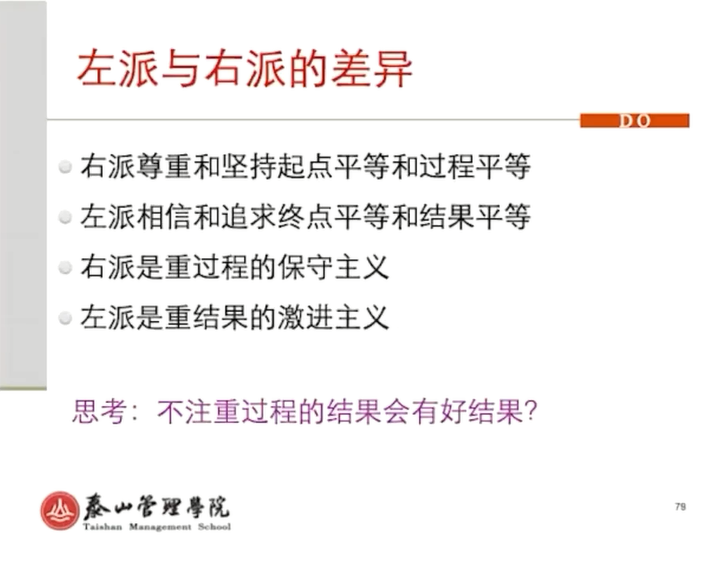 左派与右派的差异
DO
右派尊重和坚持起点平等和过程平等
左派相信和追求终点平等和结果平等
右派是重过程的保守主义
左派是重结果的激进主义
思考：不注重过程的结果会有好结果?
泰山管理學院
Taishan Management School
79